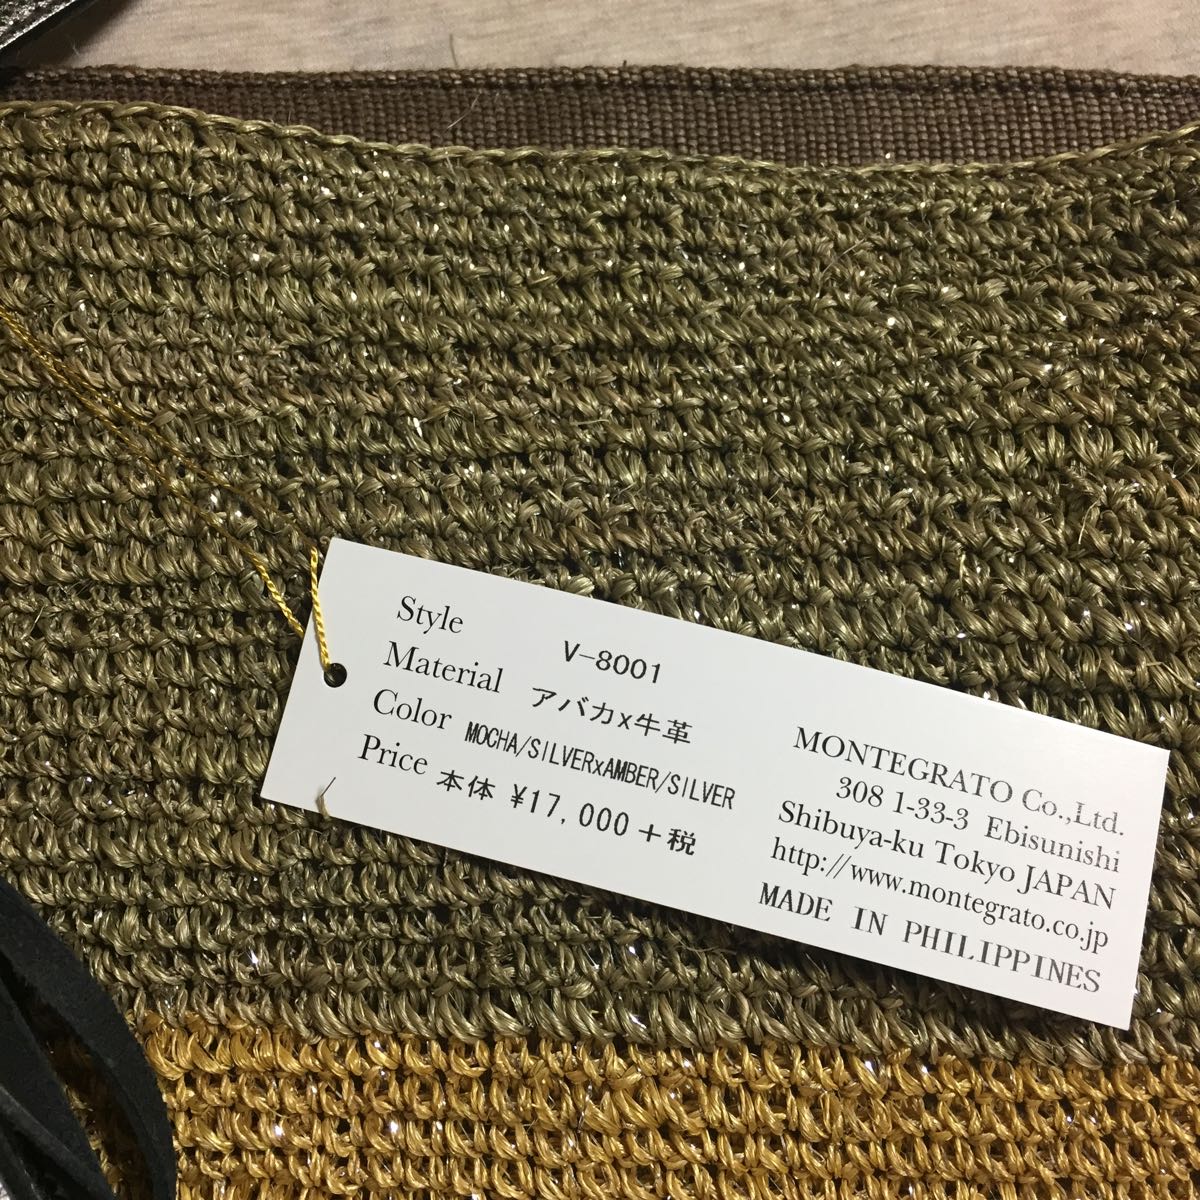 Style V-8001
Material アバカx牛革
Color MOCHA/SILVERxAMBER/SILVER
Price 本体 ¥17,000+税
MONTEGRATO Co.,Ltd.
308 1-33-3 Ebisunishi
Shibuya-ku Tokyo JAPAN
http://www.montegrato.co.jp
MADE IN PHILIPPINES